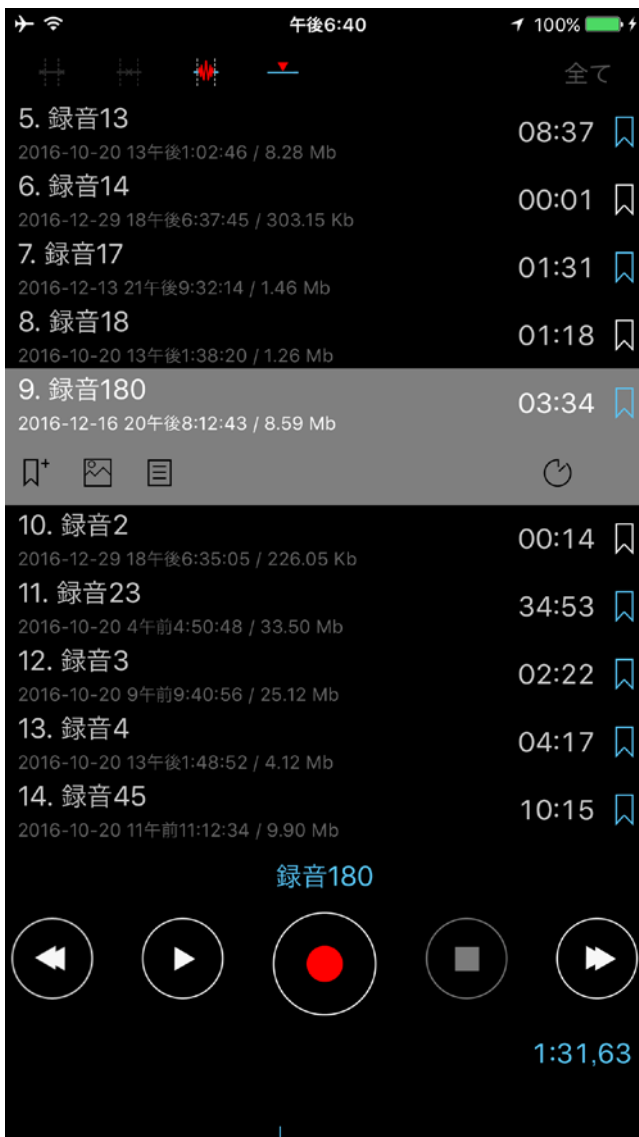 午後6:40
100%
全て
5. 録音13
08:37
2016-10-20 13午後1:02:46 / 8.28 Mb
6. 録音14
00:01
2016-12-29 18午後6:37:45 / 303.15 Kb
7. 録音17
01:31
2016-12-13 21午後9:32:14 / 1.46 Mb
8. 録音18
01:18
2016-10-20 13午後1:38:20 / 1.26 Mb
9. 録音180
03:34
2016-12-16 20午後8:12:43 / 8.59 Mb
10. 録音2
00:14
2016-12-29 18午後6:35:05 / 226.05 Kb
11. 録音23
34:53
2016-10-20 4午前4:50:48 / 33.50 Mb
12. 録音3
02:22
2016-10-20 9午前9:40:56 / 25.12 Mb
13. 録音4
04:17
2016-10-20 13午後1:48:52 / 4.12 Mb
14. 録音45
10:15
2016-10-20 11午前11:12:34 / 9.90 Mb
録音180
1:31,63